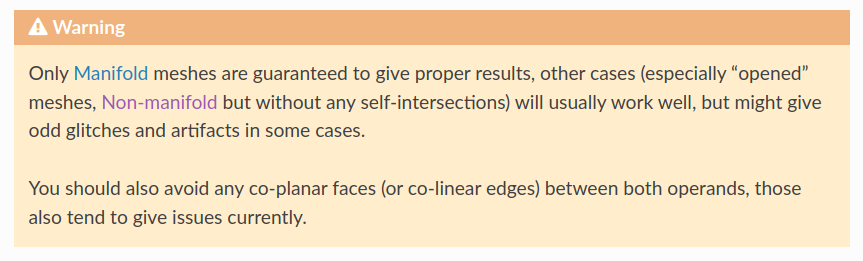 Warning
Only Manifold meshes are guaranteed to give proper results, other cases (especially “opened”
meshes, Non-manifold but without any self-intersections) will usually work well, but might give
odd glitches and artifacts in some cases.
You should also avoid any co-planar faces (or co-linear edges) between both operands, those
also tend to give issues currently.